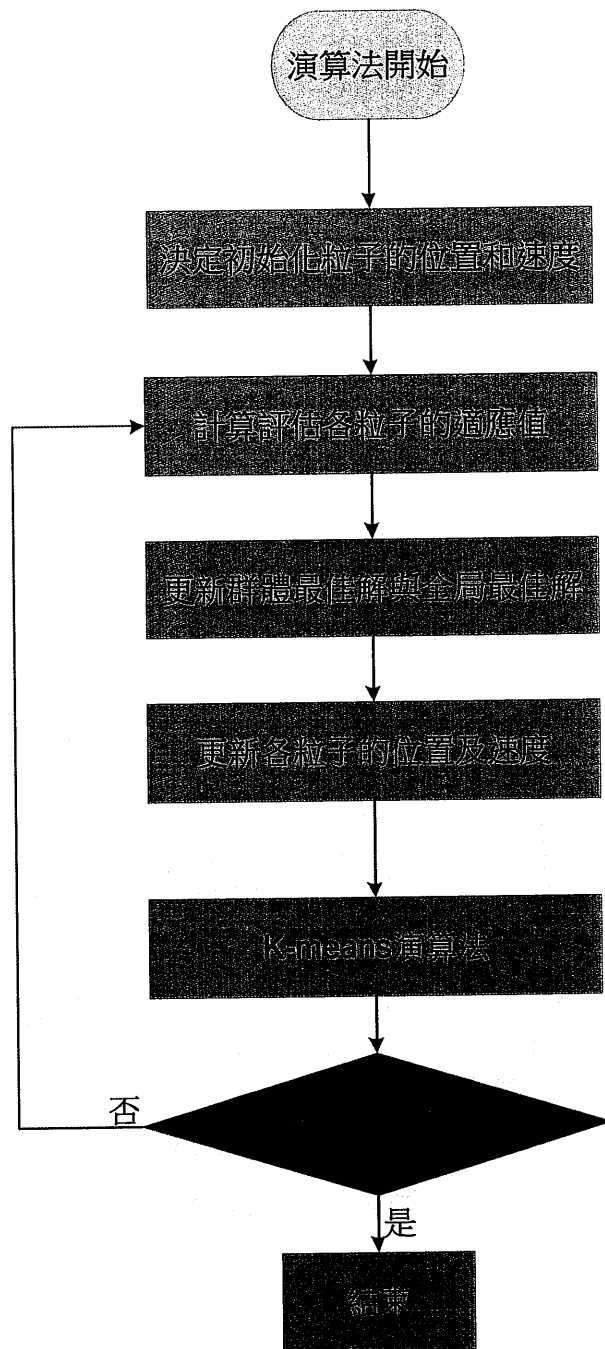 演算法開始
決定初始化粒子的位置和速度
計算評估各粒子的適應值
更新群體最佳解與全局最佳解
更新各粒子的位置及速度
K-means演算法
否
是
結束